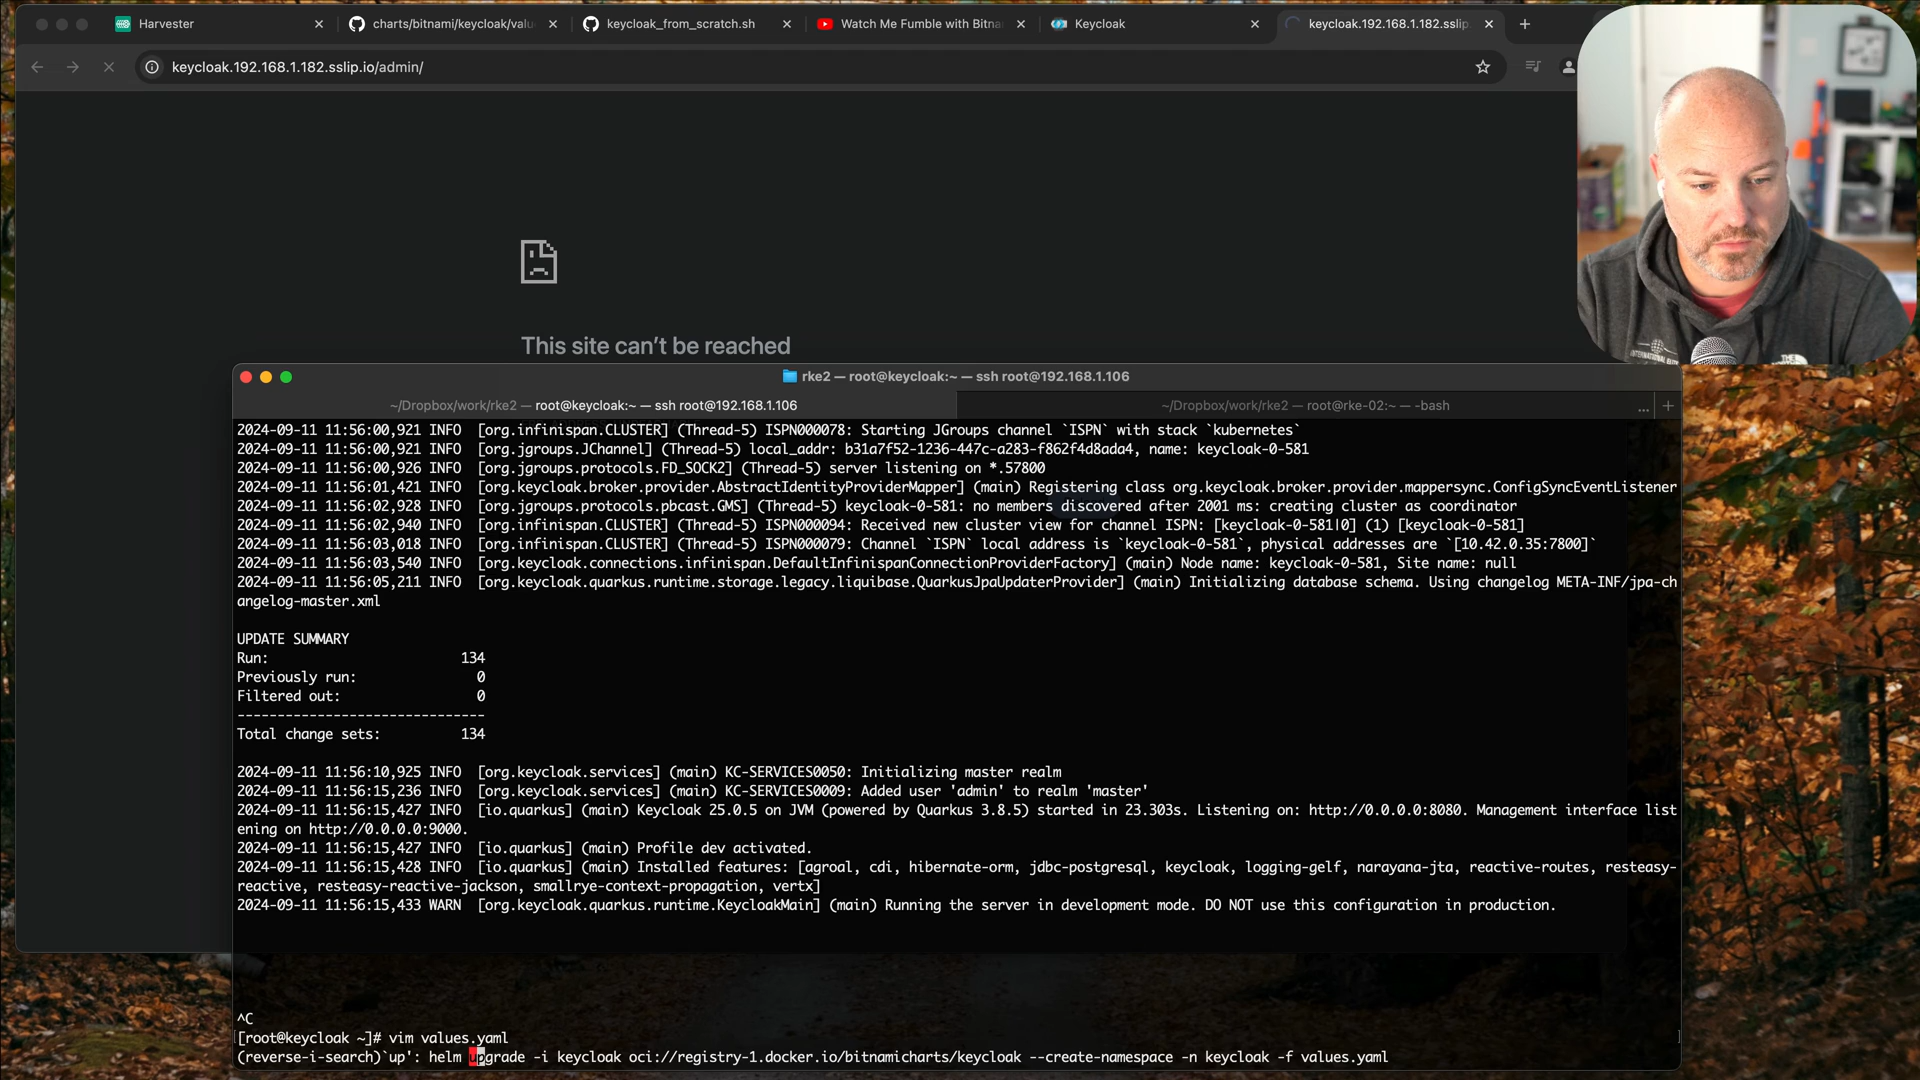 Harvester
charts/bitnami/keycloak/valu
keycloak_from_scratch.sh
Watch Me Fumble with Bitna
Keycloak
keycloak.192.168.1.182.sslip.
keycloak.192.168.1.182.sslip.io/admin/
This site can't be reached
INTERNATIONAL
rke2 — root@keycloak:~ — ssh root@192.168.1.106
~/Dropbox/work/rke2 — root@keycloak:~ — ssh root@192.168.1.106
~/Dropbox/work/rke2 — root@rke-02:~ — -bash
...
2024-09-11 11:56:00,921 INFO  [org.infinispan.CLUSTER] (Thread-5) ISPN000078: Starting JGroups channel `ISPN` with stack `kubernetes`
2024-09-11 11:56:00,921 INFO  [org.jgroups.JChannel] (Thread-5) local_addr: b31a7f52-1236-447c-a283-f862f4d8ada4, name: keycloak-0-581
2024-09-11 11:56:00,926 INFO  [org.jgroups.protocols.FD_SOCK2] (Thread-5) server listening on *.57800
2024-09-11 11:56:01,421 INFO  [org.keycloak.broker.provider.AbstractIdentityProviderMapper] (main) Registering class org.keycloak.broker.provider.mappersync.ConfigSyncEventListener
2024-09-11 11:56:02,928 INFO  [org.jgroups.protocols.pbcast.GMS] (Thread-5) keycloak-0-581: no members discovered after 2001 ms: creating cluster as coordinator
2024-09-11 11:56:02,940 INFO  [org.infinispan.CLUSTER] (Thread-5) ISPN000094: Received new cluster view for channel ISPN: [keycloak-0-581|0] (1) [keycloak-0-581]
2024-09-11 11:56:03,018 INFO  [org.infinispan.CLUSTER] (Thread-5) ISPN000079: Channel `ISPN` local address is `keycloak-0-581`, physical addresses are `[10.42.0.35:7800]`
2024-09-11 11:56:03,540 INFO  [org.keycloak.connections.infinispan.DefaultInfinispanConnectionProviderFactory] (main) Node name: keycloak-0-581, Site name: null
2024-09-11 11:56:05,211 INFO  [org.keycloak.quarkus.runtime.storage.legacy.liquibase.QuarkusJpaUpdaterProvider] (main) Initializing database schema. Using changelog META-INF/jpa-ch
angelog-master.xml
UPDATE SUMMARY
Run:                          134
Previously run:                 0
Filtered out:                   0
-------------------------------
Total change sets:            134
2024-09-11 11:56:10,925 INFO  [org.keycloak.services] (main) KC-SERVICES0050: Initializing master realm
2024-09-11 11:56:15,236 INFO  [org.keycloak.services] (main) KC-SERVICES0009: Added user 'admin' to realm 'master'
2024-09-11 11:56:15,427 INFO  [io.quarkus] (main) Keycloak 25.0.5 on JVM (powered by Quarkus 3.8.5) started in 23.303s. Listening on: http://0.0.0.0:8080. Management interface list
ening on http://0.0.0.0:9000.
2024-09-11 11:56:15,427 INFO  [io.quarkus] (main) Profile dev activated.
2024-09-11 11:56:15,428 INFO  [io.quarkus] (main) Installed features: [agroal, cdi, hibernate-orm, jdbc-postgresql, keycloak, logging-gelf, narayana-jta, reactive-routes, resteasy-
reactive, resteasy-reactive-jackson, smallrye-context-propagation, vertx]
2024-09-11 11:56:15,433 WARN  [org.keycloak.quarkus.runtime.KeycloakMain] (main) Running the server in development mode. DO NOT use this configuration in production.
^C
[root@keycloak ~]# vim values.yaml
(reverse-i-search)`up': helm upgrade -i keycloak oci://registry-1.docker.io/bitnamicharts/keycloak --create-namespace -n keycloak -f values.yaml